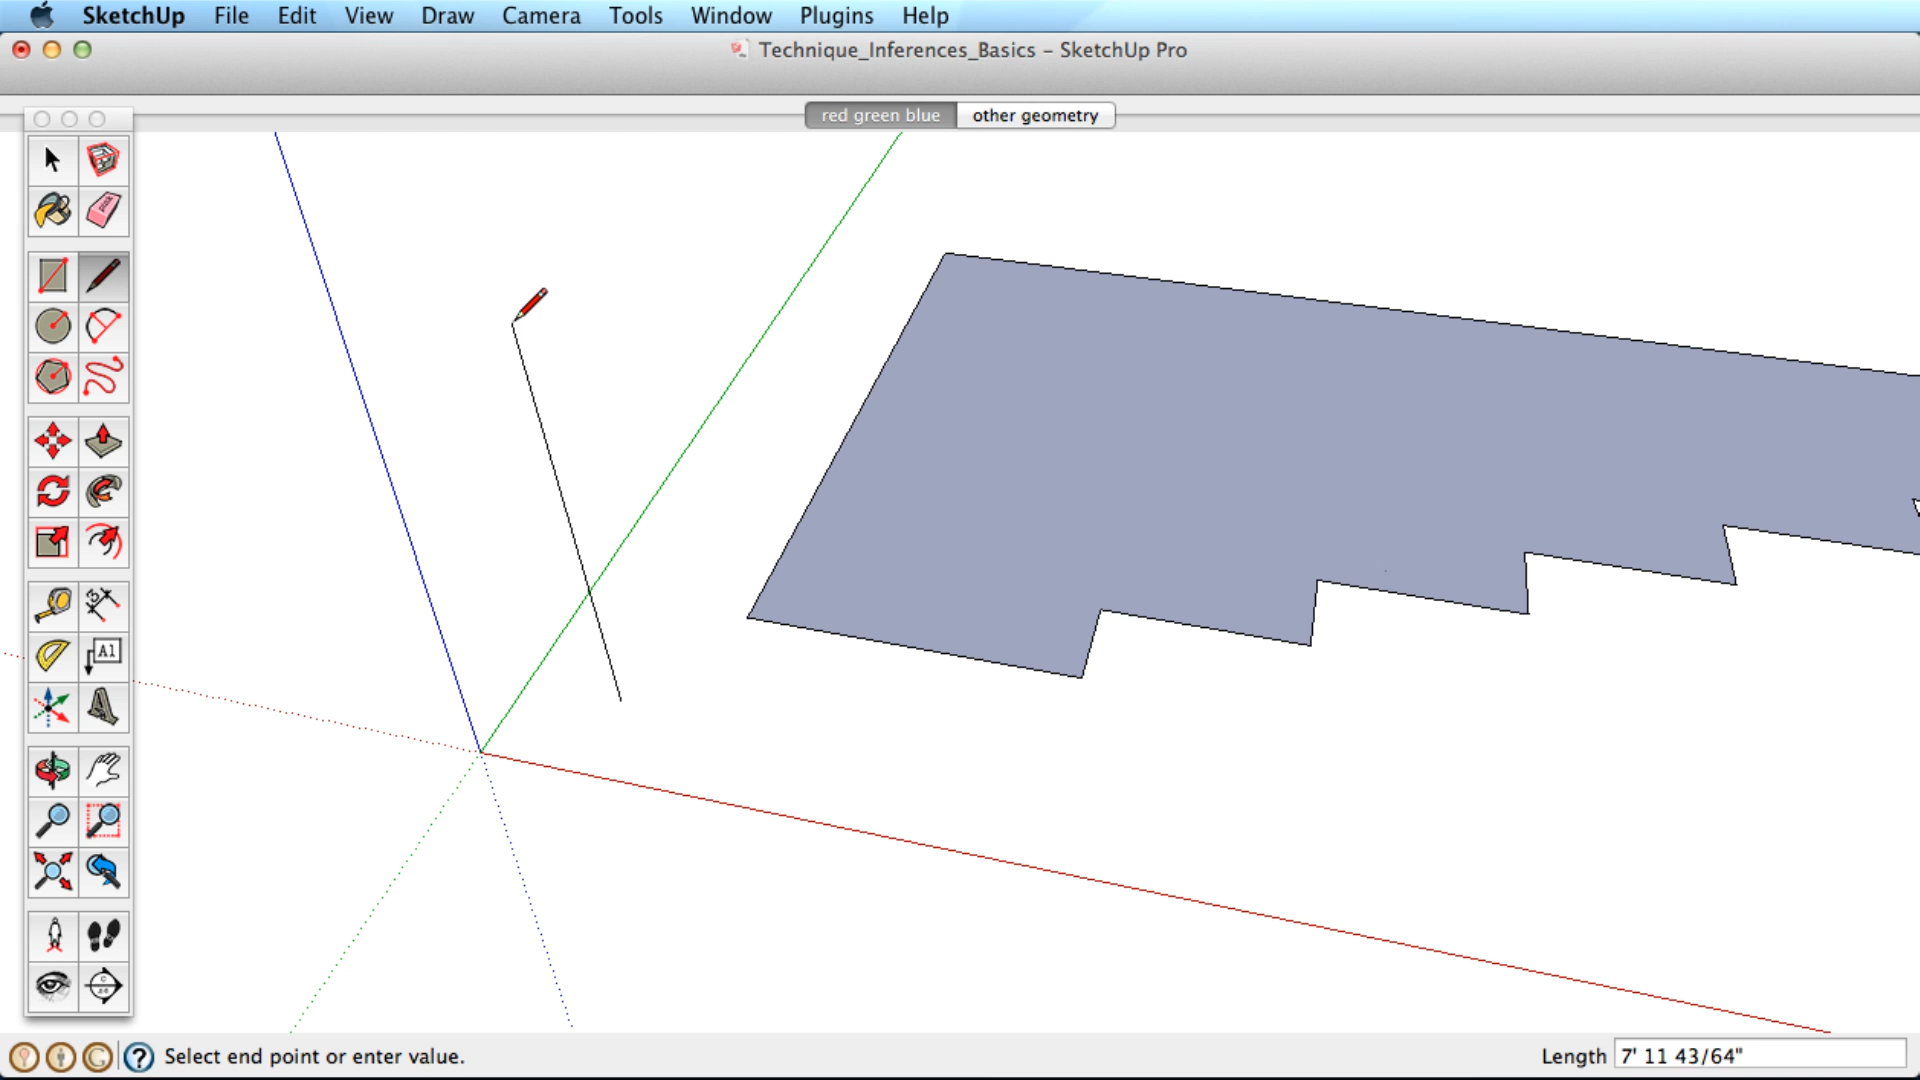 SketchUp File Edit View Draw Camera Tools Window Plugins Help
Technique_Inferences_Basics – SketchUp Pro
red green blue other geometry
A1
Select end point or enter value.
Length 7' 11 43/64"